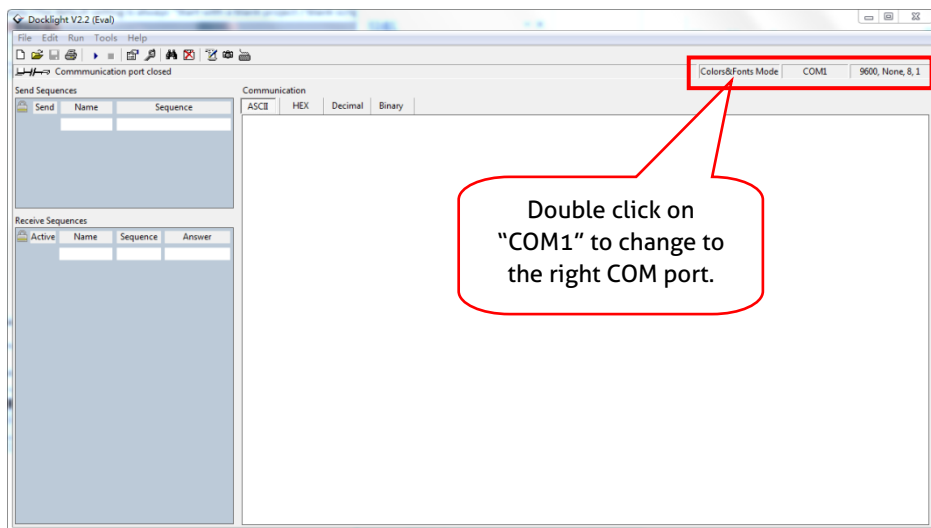 Docklight V2.2 (Eval)
File Edit Run Tools Help
Commmunication port closed
Colors&Fonts Mode COM1 9600, None, 8, 1
Send Sequences
Send Name Sequence
Communication
ASCII HEX Decimal Binary
Double click on
“COM1” to change to
the right COM port.
Receive Sequences
Active Name Sequence Answer